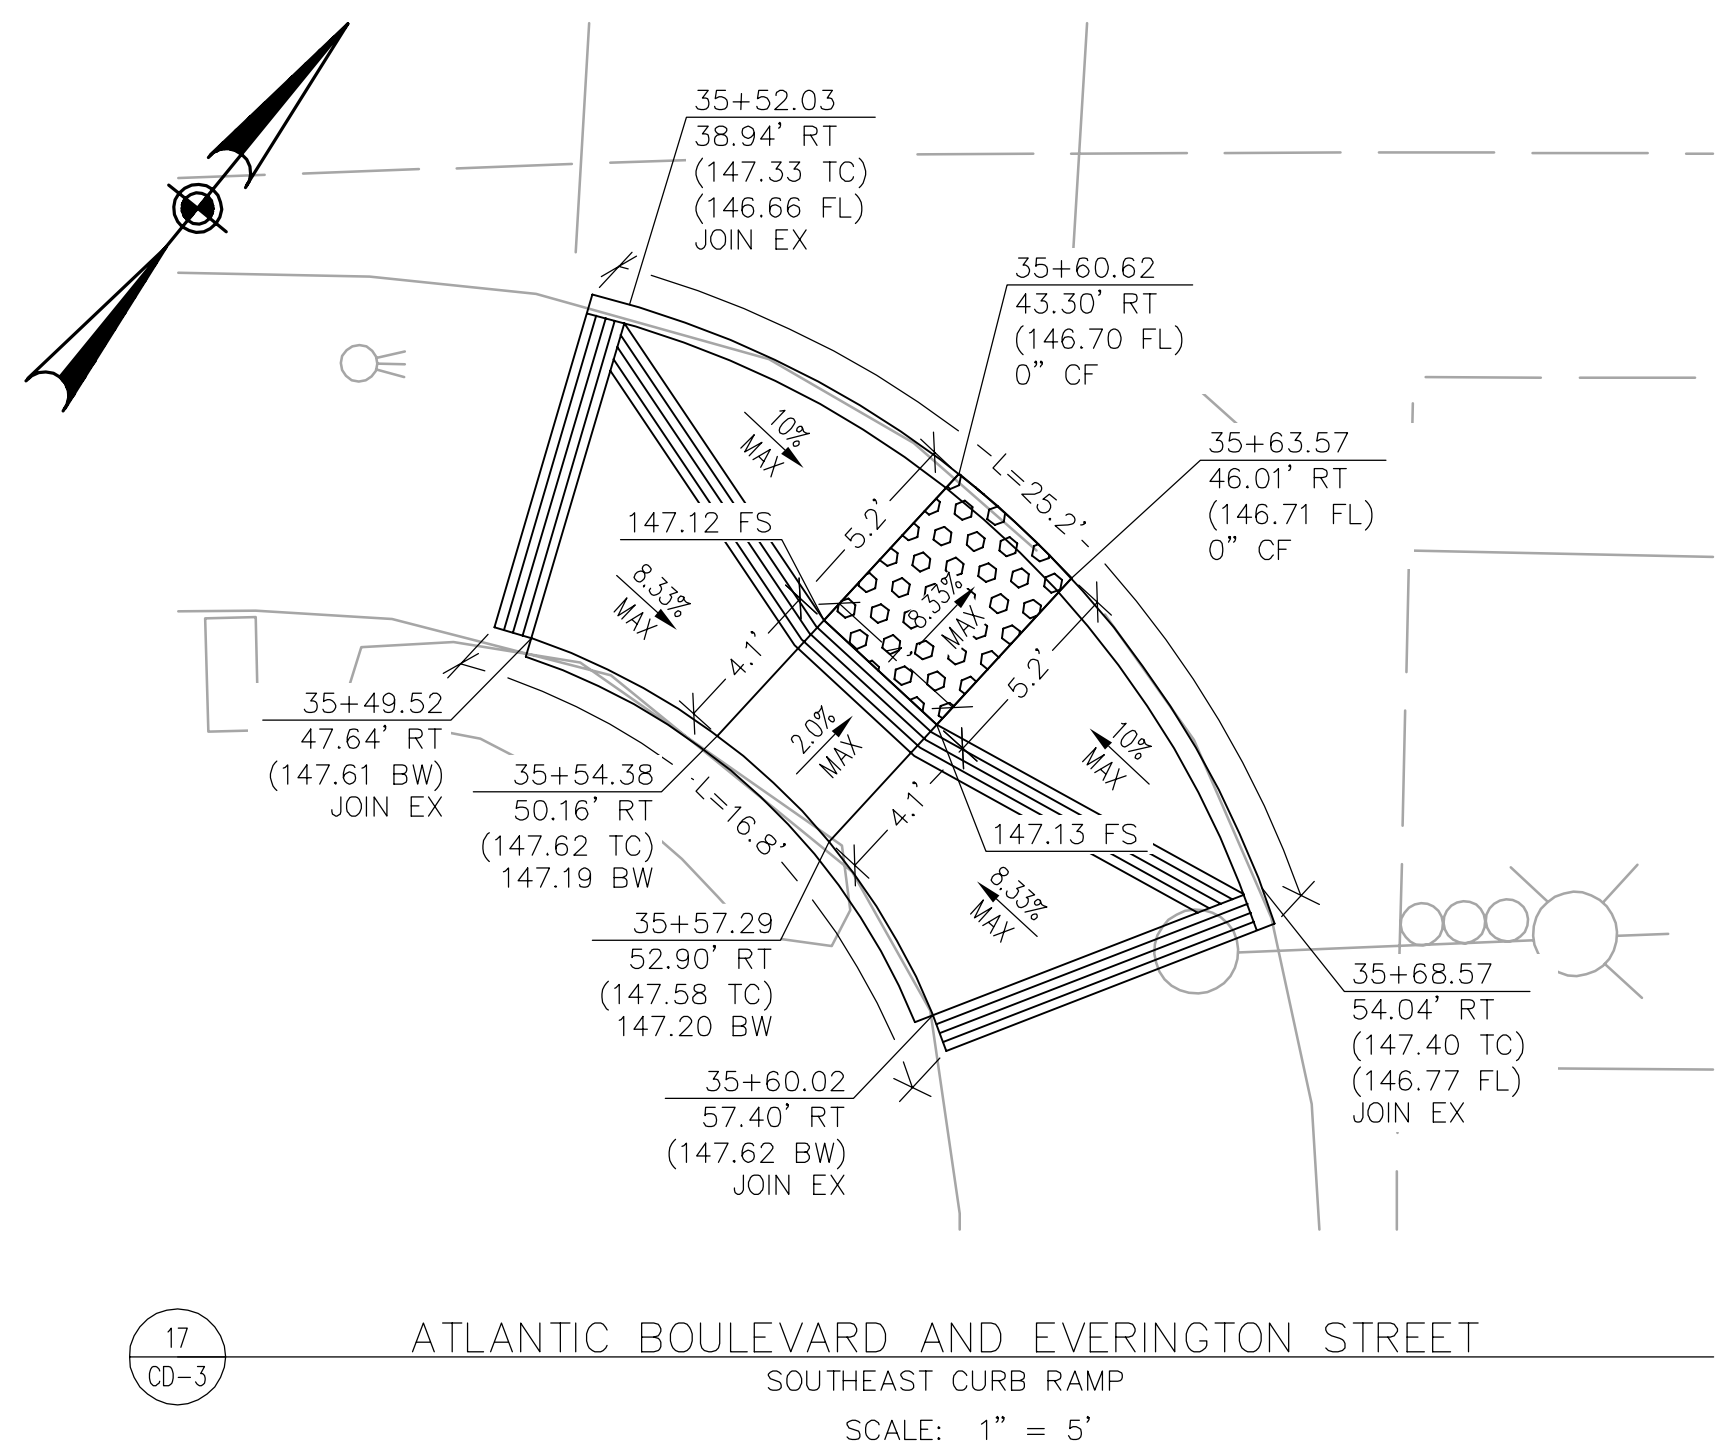 35+52.03
38.94' RT
(147.33 TC)
(146.66 FL)
JOIN EX
35+60.62
43.30' RT
(146.70 FL)
0" CF
35+63.57
46.01' RT
(146.71 FL)
0" CF
L=25.2'
10%
MAX
5.2'
147.12 FS
8.33%
MAX
8.33%
MAX
4.1'
4'
5.2'
35+49.52
47.64' RT
(147.61 BW)
JOIN EX
2.0%
MAX
10%
MAX
35+54.38
50.16' RT
(147.62 TC)
147.19 BW
L=16.8'
4.1'
147.13 FS
8.33%
MAX
35+57.29
52.90' RT
(147.58 TC)
147.20 BW
35+68.57
54.04' RT
(147.40 TC)
(146.77 FL)
JOIN EX
35+60.02
57.40' RT
(147.62 BW)
JOIN EX
17
CD-3
ATLANTIC BOULEVARD AND EVERINGTON STREET
SOUTHEAST CURB RAMP
SCALE: 1" = 5'